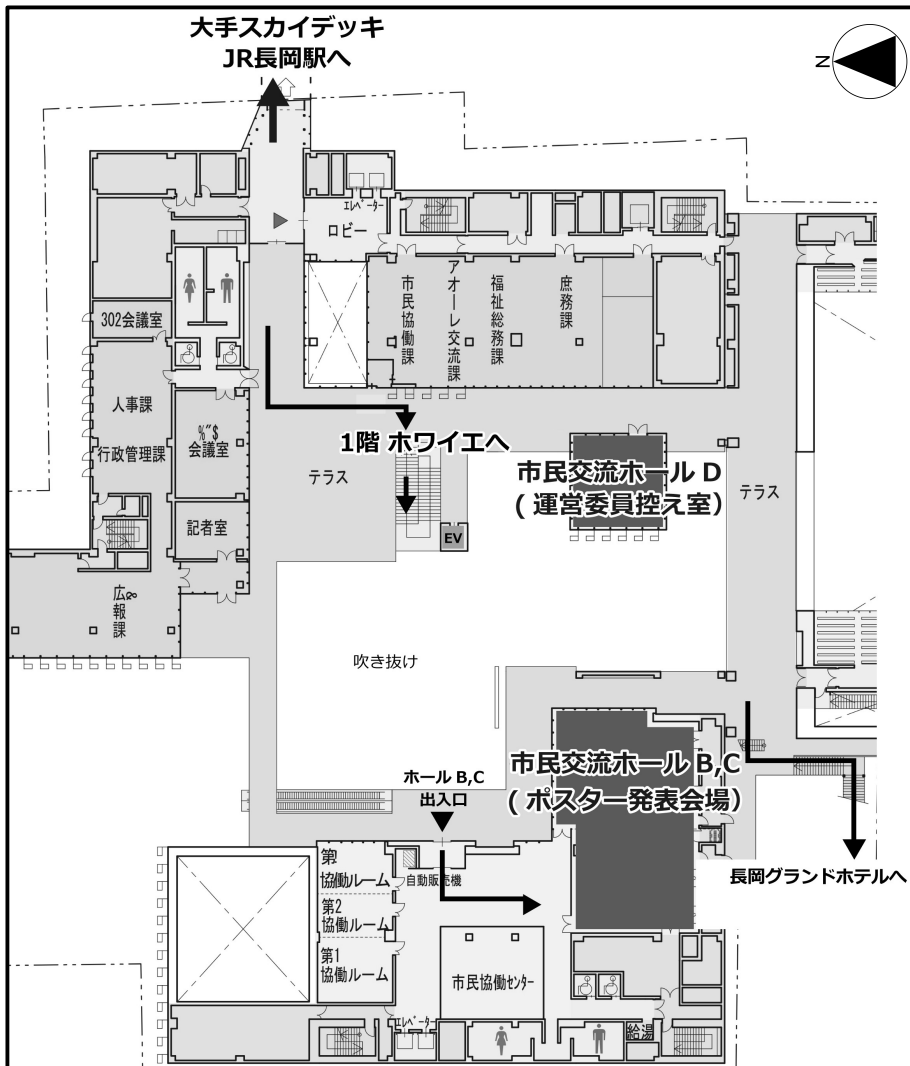 大手スカイデッキ
JR長岡駅へ
N
エレベーター
ロビー
302会議室
市民協働課
アオーレ交流課
福祉総務課
庶務課
人事課
行政管理課
%"$
会議室
1階 ホワイエへ
テラス
市民交流ホール D
( 運営委員控え室)
テラス
記者室
EV
広報課
吹き抜け
市民交流ホール B,C
( ポスター発表会場)
ホール B,C
出入口
長岡グランドホテルへ
自動販売機
協働ルーム
第2
協働ルーム
第1
協働ルーム
市民協働センター
エレベーター
給湯